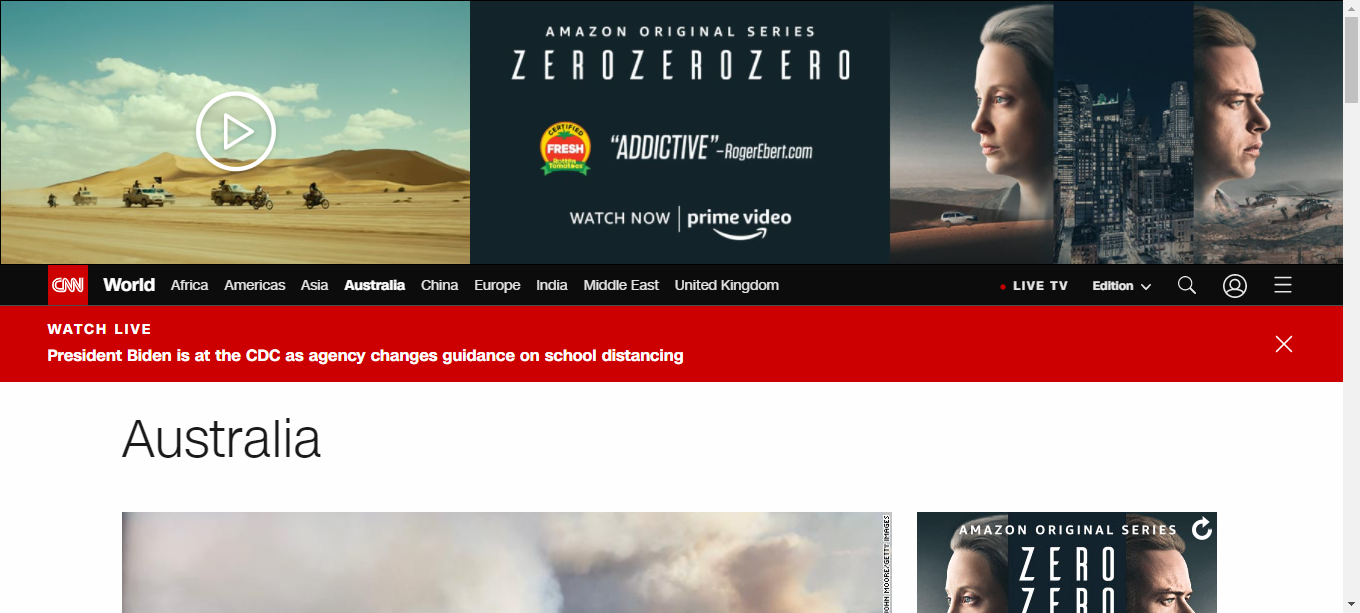 AMAZON ORIGINAL SERIES
ZEROZEROZERO
CERTIFIED
FRESH
Rotten
Tomatoes
“ADDICTIVE”–RogerEbert.com
WATCH NOW | prime video
CNN World Africa Americas Asia Australia China Europe India Middle East United Kingdom LIVE TV Edition
WATCH LIVE
President Biden is at the CDC as agency changes guidance on school distancing
Australia
JOHN MOORE/GETTY IMAGES
AMAZON ORIGINAL SERIES
ZERO
ZERO